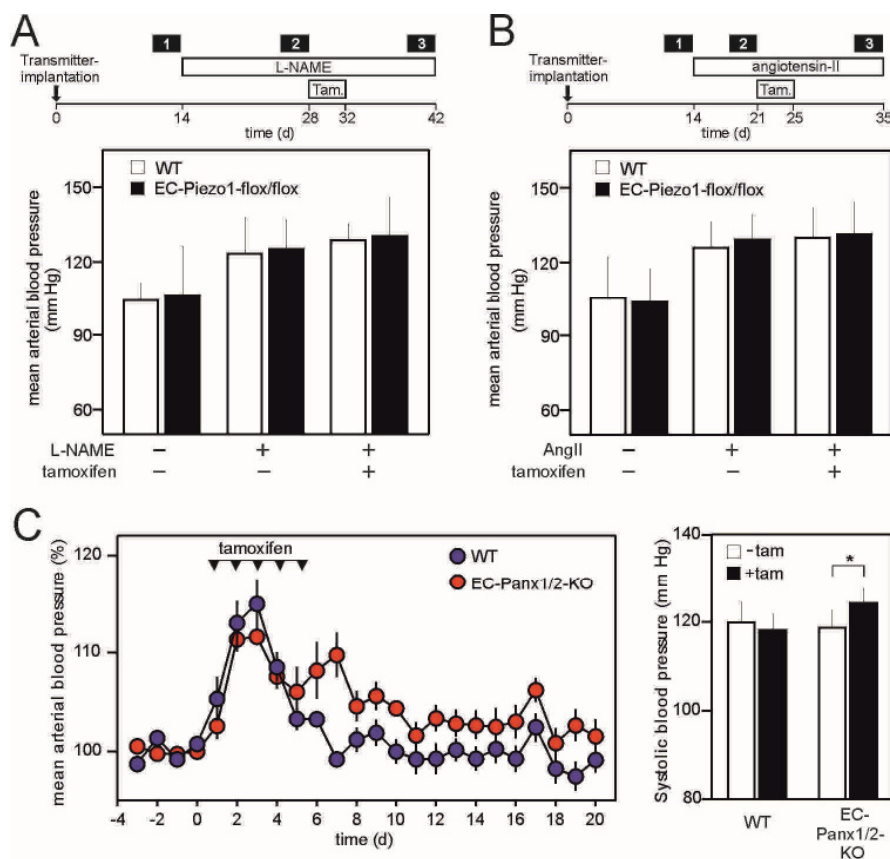 A
1 2 3
Transmitter-
implantation
L-NAME
Tam.
0 14 28 32 42
time (d)
WT
EC-Piezo1-flox/flox
mean arterial blood pressure
(mm Hg)
150
120
90
60
L-NAME − + +
tamoxifen − − +
B
1 2 3
Transmitter-
implantation
angiotensin-II
Tam.
0 14 21 25 35
time (d)
WT
EC-Piezo1-flox/flox
mean arterial blood pressure
(mm Hg)
150
120
90
60
AngII − + +
tamoxifen − − +
C
tamoxifen
WT
EC-Panx1/2-KO
mean arterial blood pressure (%)
120
110
100
-4 -2 0 2 4 6 8 10 12 14 16 18 20
time (d)
-tam
+tam
*
Systolic blood pressure (mm Hg)
140
120
100
80
WT
EC-
Panx1/2-
KO